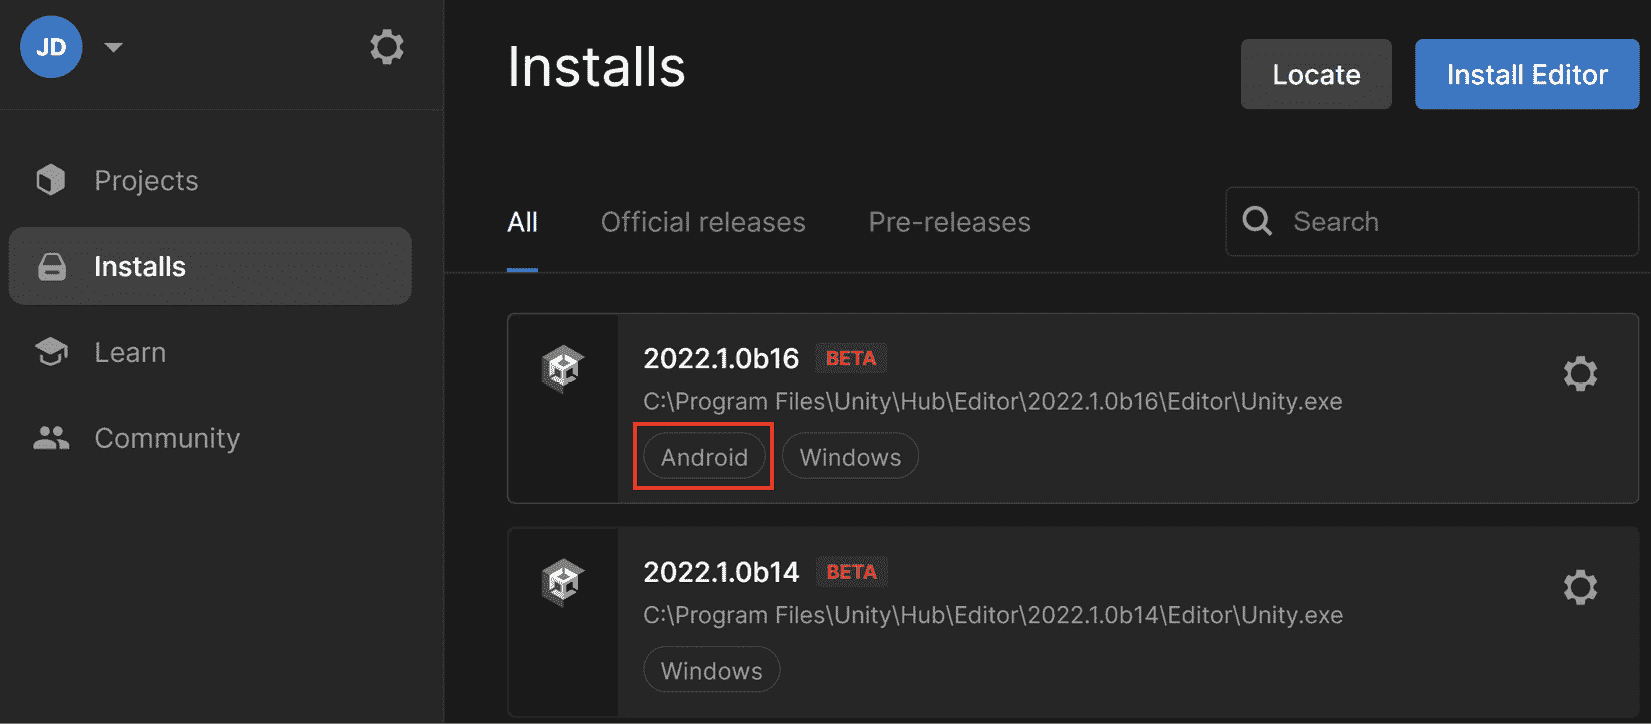 JD
Projects
Installs
Learn
Community
Installs
Locate
Install Editor
All
Official releases
Pre-releases
Search
2022.1.0b16 BETA
C:\Program Files\Unity\Hub\Editor\2022.1.0b16\Editor\Unity.exe
Android
Windows
2022.1.0b14 BETA
C:\Program Files\Unity\Hub\Editor\2022.1.0b14\Editor\Unity.exe
Windows